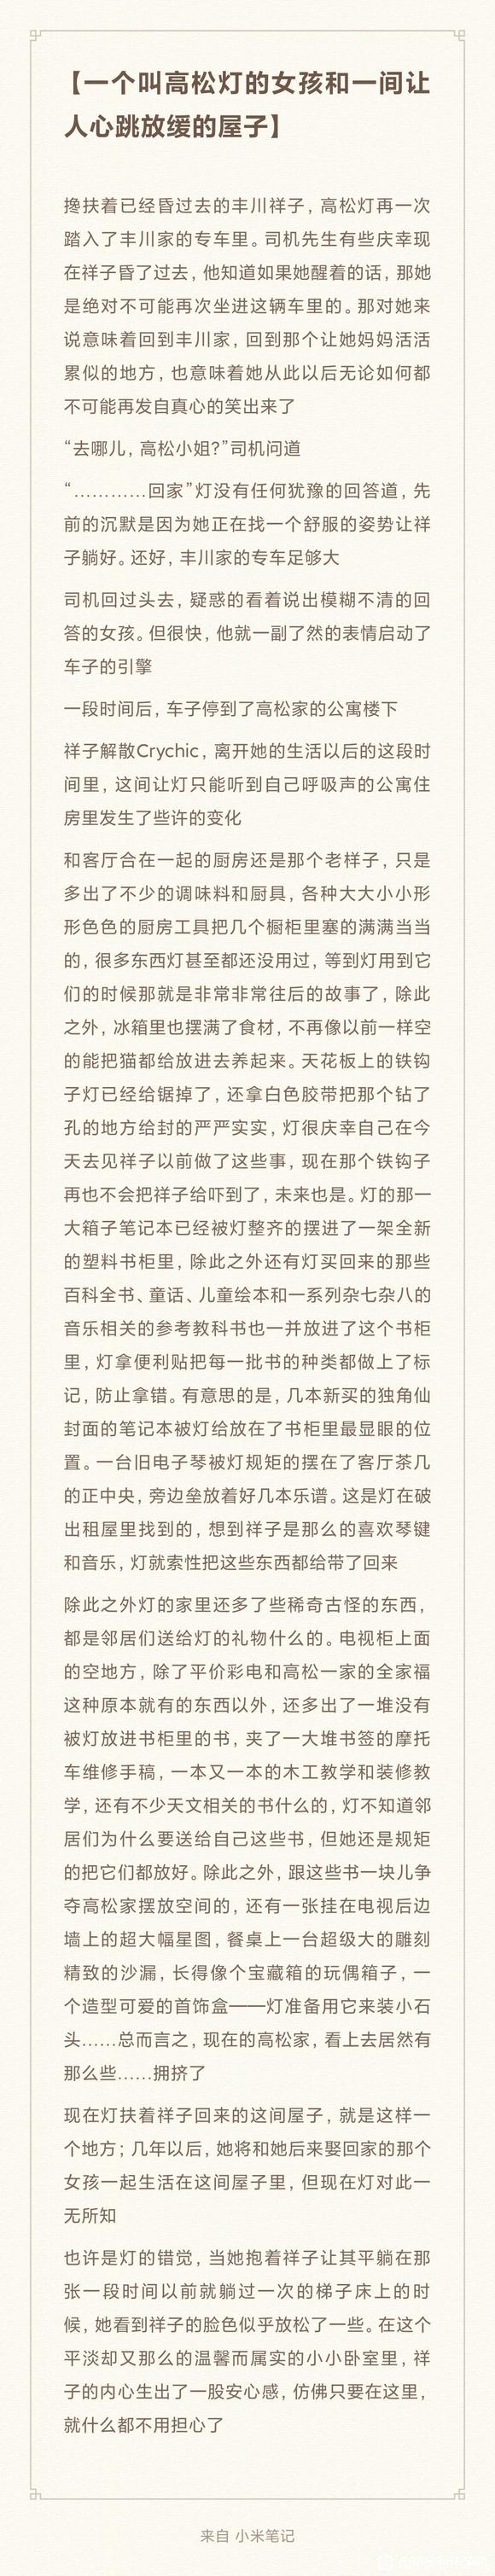 【一个叫高松灯的女孩和一间让
人心跳放缓的屋子】
搀扶着已经昏过去的丰川祥子，高松灯再一次
踏入了丰川家的专车里。司机先生有些庆幸现
在祥子昏了过去，他知道如果她醒着的话，那她
是绝对不可能再次坐进这辆车里的。那对她来
说意味着回到丰川家，回到那个让她妈妈活活
累似的地方，也意味着她从此以后无论如何都
不可能再发自真心的笑出来了
“去哪儿，高松小姐？”司机问道
“…………回家”灯没有任何犹豫的回答道，先
前的沉默是因为她正在找一个舒服的姿势让祥
子躺好。还好，丰川家的专车足够大
司机回过头去，疑惑的看着说出模糊不清的回
答的女孩。但很快，他就一副了然的表情启动了
车子的引擎
一段时间后，车子停到了高松家的公寓楼下
祥子解散Crychic，离开她的生活以后的这段时
间里，这间让灯只能听到自己呼吸声的公寓住
房里发生了些许的变化
和客厅合在一起的厨房还是那个老样子，只是
多出了不少的调味料和厨具，各种大大小小形
形色色的厨房工具把几个橱柜里塞的满满当当
的，很多东西灯甚至都还没用过，等到灯用到它
们的时候那就是非常非常往后的故事了，除此
之外，冰箱里也摆满了食材，不再像以前一样空
的能把猫都给放进去养起来。天花板上的铁钩
子灯已经给锯掉了，还拿白色胶带把那个钻了
孔的地方给封的严严实实，灯很庆幸自己在今
天去见祥子以前做了这些事，现在那个铁钩子
再也不会把祥子给吓到了，未来也是。灯的那一
大箱子笔记本已经被灯整齐的摆进了一架全新
的塑料书柜里，除此之外还有灯买回来的那些
百科全书、童话、儿童绘本和一系列杂七杂八的
音乐相关的参考教科书也一并放进了这个书柜
里，灯拿便利贴把每一批书的种类都做上了标
记，防止拿错。有意思的是，几本新买的独角仙
封面的笔记本被灯给放在了书柜里最显眼的位
置。一台旧电子琴被灯规矩的摆在了客厅茶几
的正中央，旁边垒放着好几本乐谱。这是灯在破
出租屋里找到的，想到祥子是那么的喜欢琴键
和音乐，灯就索性把这些东西都给带了回来
除此之外灯的家里还多了些稀奇古怪的东西，
都是邻居们送给灯的礼物什么的。电视柜上面
的空地方，除了平价彩电和高松一家的全家福
这种原本就有的东西以外，还多出了一堆没有
被灯放进书柜里的书，夹了一大堆书签的摩托
车维修手稿，一本又一本的木工教学和装修教
学，还有不少天文相关的书什么的，灯不知道邻
居们为什么要送给自己这些书，但她还是规矩
的把它们都放好。除此之外，跟这些书一块儿争
夺高松家摆放空间的，还有一张挂在电视后边
墙上的超大幅星图，餐桌上一台超级大的雕刻
精致的沙漏，长得像个宝藏箱的玩偶箱子，一
个造型可爱的首饰盒——灯准备用它来装小石
头……总而言之，现在的高松家，看上去居然有
那么些……拥挤了
现在灯扶着祥子回来的这间屋子，就是这样一
个地方；几年以后，她将和她后来娶回家的那个
女孩一起生活在这间屋子里，但现在灯对此一
无所知
也许是灯的错觉，当她抱着祥子让其平躺在那
张一段时间以前就躺过一次的梯子床上的时
候，她看到祥子的脸色似乎放松了一些。在这个
平淡却又那么的温馨而属实的小小卧室里，祥
子的内心生出了一股安心感，仿佛只要在这里，
就什么都不用担心了
来自 小米笔记